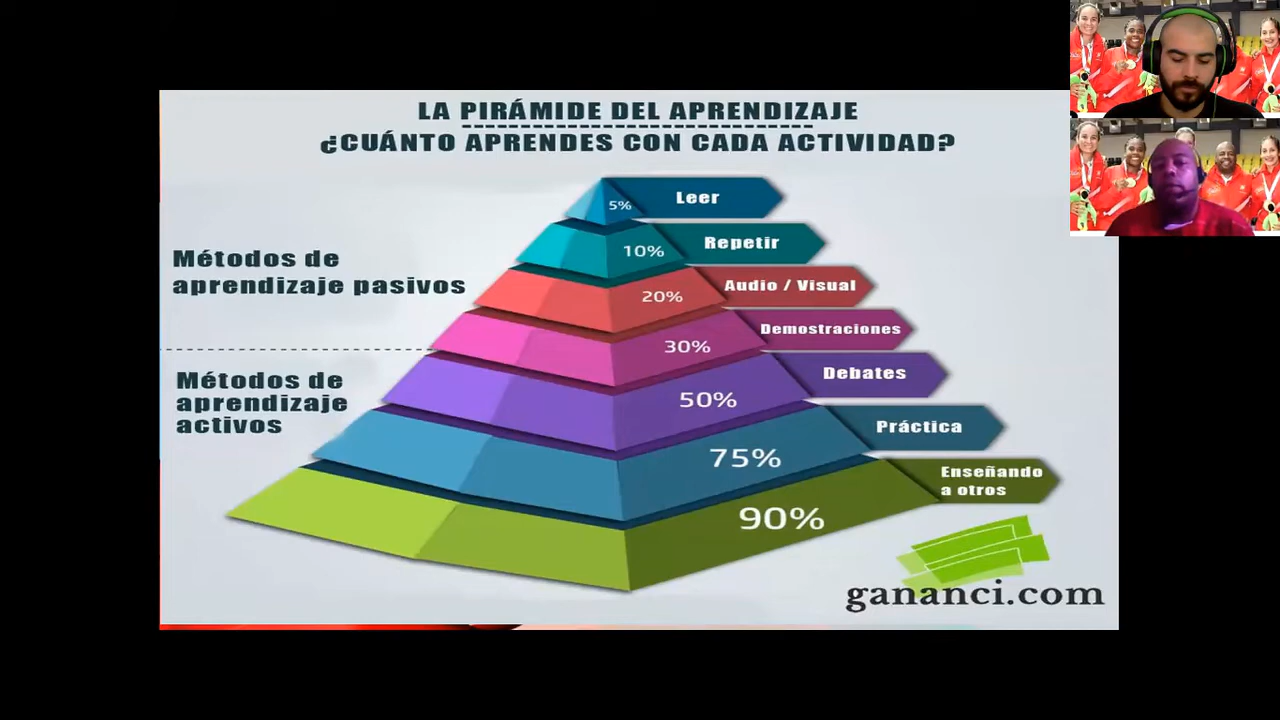 LA PIRÁMIDE DEL APRENDIZAJE
¿CUÁNTO APRENDES CON CADA ACTIVIDAD?
5%
Leer
10%
Repetir
Métodos de
aprendizaje pasivos
20%
Audio / Visual
30%
Demostraciones
Métodos de
aprendizaje
activos
50%
Debates
75%
Práctica
90%
Enseñando
a otros
gananci.com